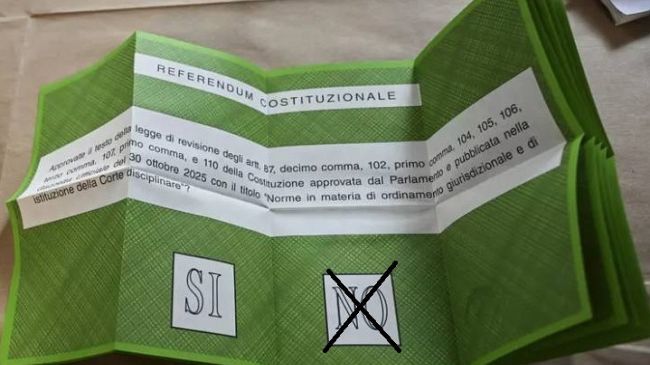 REFERENDUM COSTITUZIONALE
Approvate il testo della legge di revisione degli artt. 87, decimo comma, 102, primo comma, 104, 105, 106,
terzo comma, 107, primo comma, e 110 della Costituzione approvata dal Parlamento e pubblicata nella
Gazzetta Ufficiale del 30 ottobre 2025 con il titolo "Norme in materia di ordinamento giurisdizionale e di
istituzione della Corte disciplinare"?
SI
NO